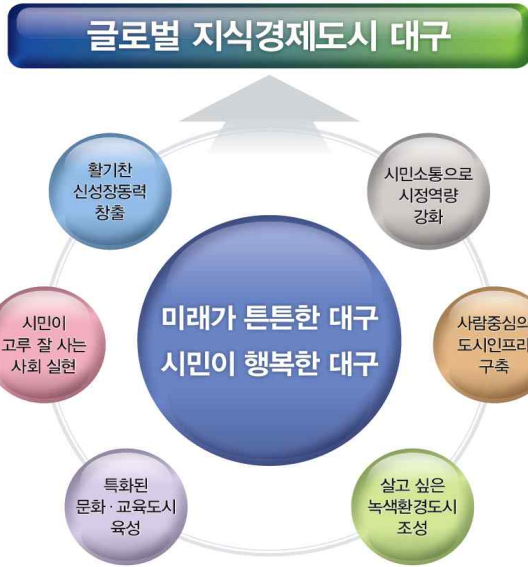 글로벌 지식경제도시 대구
활기찬
신성장동력
창출
시민소통으로
시정역량
강화
미래가 튼튼한 대구
시민이 행복한 대구
시민이
고루 잘 사는
사회 실현
사람중심의
도시인프라
구축
특화된
문화·교육도시
육성
살고 싶은
녹색환경도시
조성